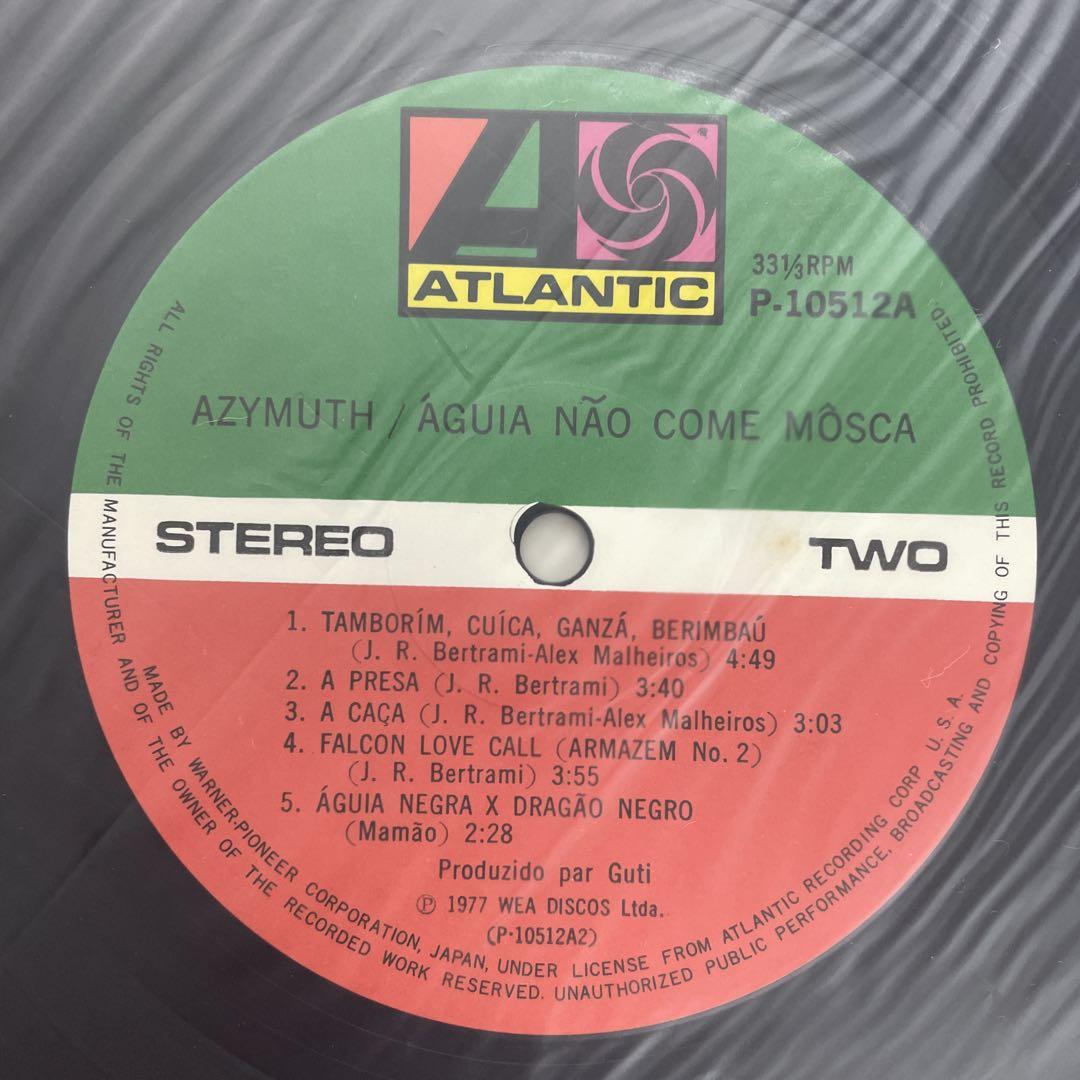 ATLANTIC
®
33⅓RPM
P-10512A
AZYMUTH / ÁGUIA NÃO COME MÔSCA
STEREO
TWO
1. TAMBORÍM, CUÍCA, GANZÁ, BERIMBAÚ
(J. R. Bertrami-Alex Malheiros) 4:49
2. A PRESA (J. R. Bertrami) 3:40
3. A CAÇA (J. R. Bertrami-Alex Malheiros) 3:03
4. FALCON LOVE CALL (ARMAZEM No. 2)
(J. R. Bertrami) 3:55
5. ÁGUIA NEGRA X DRAGÃO NEGRO
(Mamão) 2:28
Produzido par Guti
℗ 1977 WEA DISCOS Ltda.
(P-10512A2)
MADE BY WARNER-PIONEER CORPORATION, JAPAN, UNDER LICENSE FROM ATLANTIC RECORDING CORP U. S. A.
ALL RIGHTS OF THE MANUFACTURER AND OF THE OWNER OF THE RECORDED WORK RESERVED. UNAUTHORIZED PUBLIC PERFORMANCE, BROADCASTING AND COPYING OF THIS RECORD PROHIBITED.